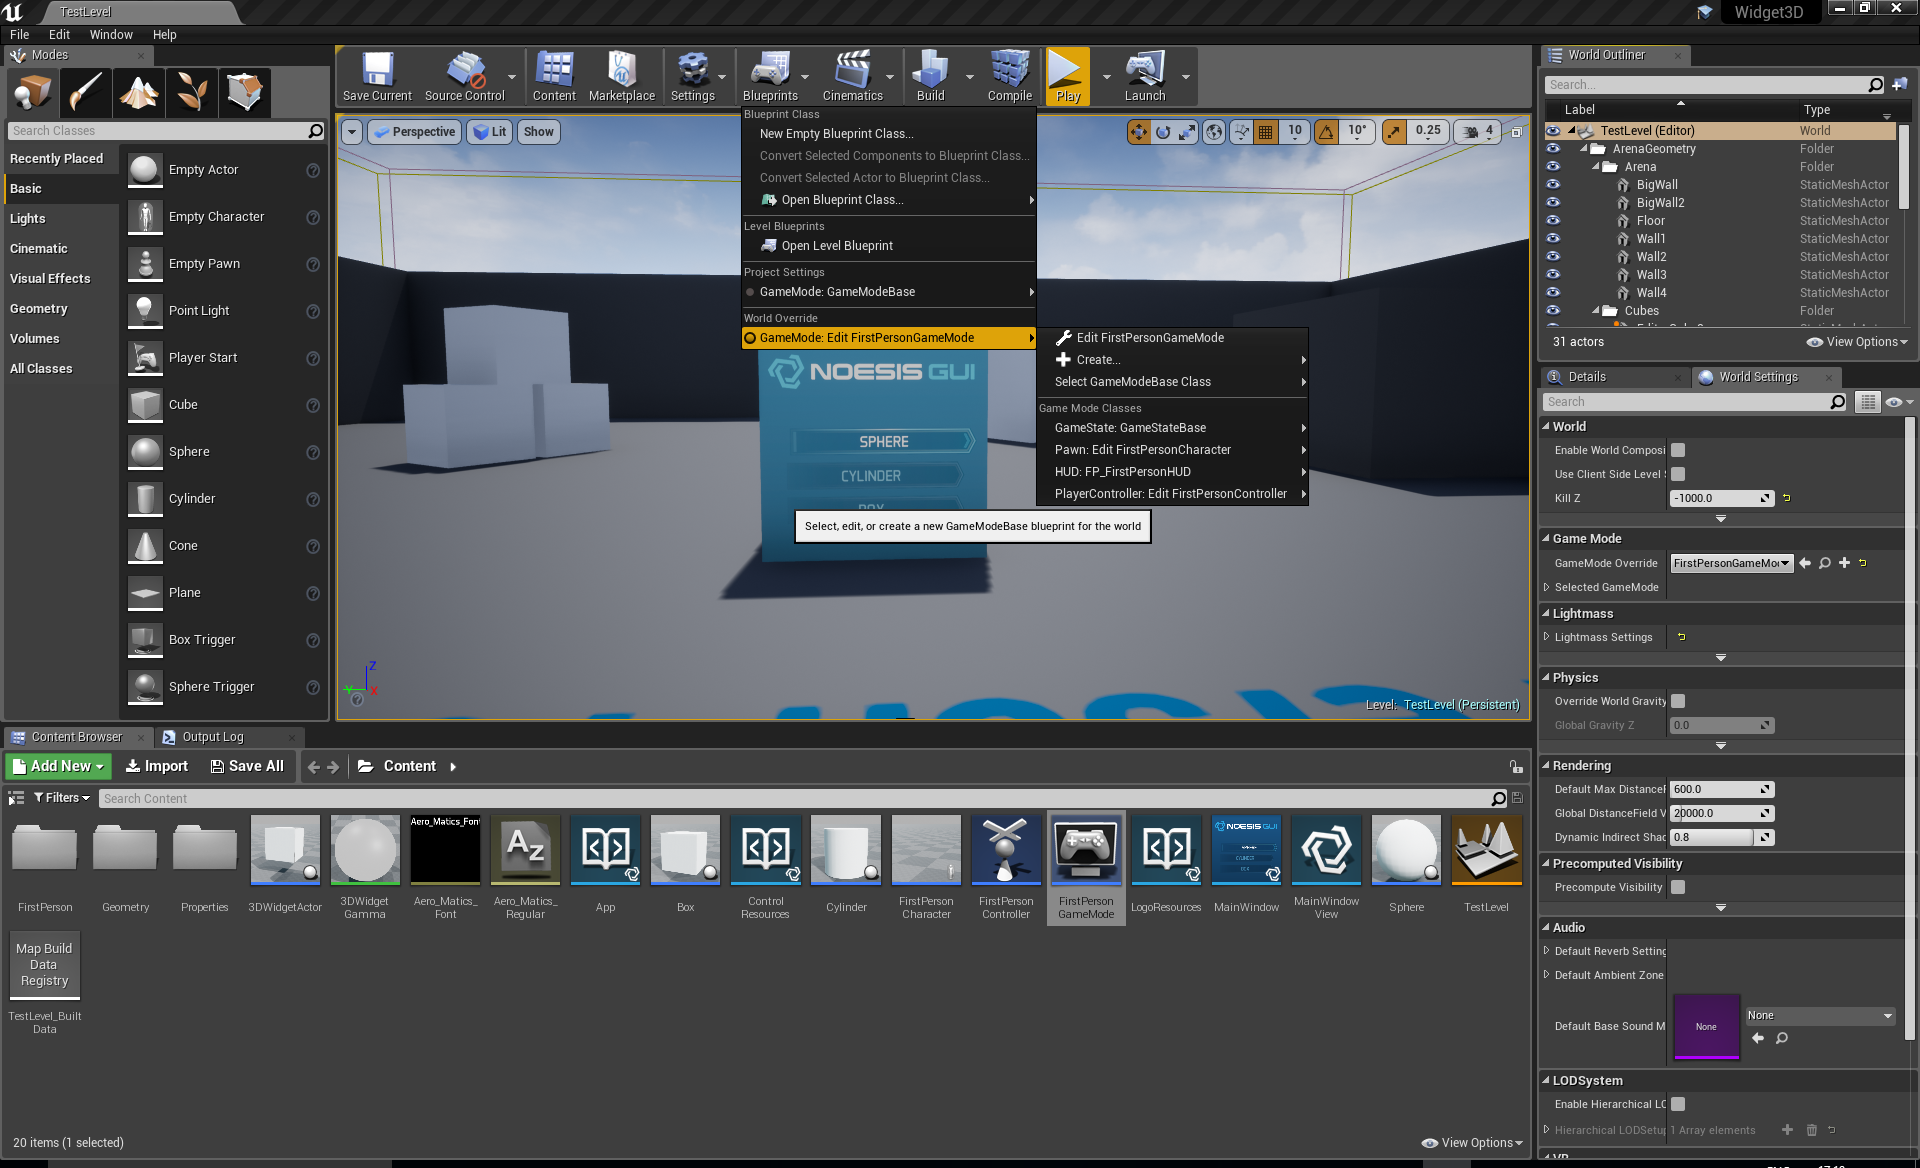 TestLevel
Widget3D
File Edit Window Help
Modes
Save Current
Source Control
Content
Marketplace
Settings
Blueprints
Cinematics
Build
Compile
Play
Launch
Search Classes
Recently Placed
Basic
Lights
Cinematic
Visual Effects
Geometry
Volumes
All Classes
Empty Actor
Empty Character
Empty Pawn
Point Light
Player Start
Cube
Sphere
Cylinder
Cone
Plane
Box Trigger
Sphere Trigger
Perspective
Lit
Show
10
10°
0.25
4
Blueprint Class
New Empty Blueprint Class...
Convert Selected Components to Blueprint Class...
Convert Selected Actor to Blueprint Class...
Open Blueprint Class...
Level Blueprints
Open Level Blueprint
Project Settings
GameMode: GameModeBase
World Override
GameMode: Edit FirstPersonGameMode
Edit FirstPersonGameMode
Create...
Select GameModeBase Class
Game Mode Classes
GameState: GameStateBase
Pawn: Edit FirstPersonCharacter
HUD: FP_FirstPersonHUD
PlayerController: Edit FirstPersonController
NOESIS GUI
SPHERE
CYLINDER
Select, edit, or create a new GameModeBase blueprint for the world
Z
Y
X
Level: TestLevel (Persistent)
World Outliner
Search...
Label Type
TestLevel (Editor) World
ArenaGeometry Folder
Arena Folder
BigWall StaticMeshActor
BigWall2 StaticMeshActor
Floor StaticMeshActor
Wall1 StaticMeshActor
Wall2 StaticMeshActor
Wall3 StaticMeshActor
Wall4 StaticMeshActor
Cubes Folder
31 actors
View Options
Details
World Settings
Search
World
Enable World Composi
Use Client Side Level
Kill Z -1000.0
Game Mode
GameMode Override FirstPersonGameMo
Selected GameMode
Lightmass
Lightmass Settings
Physics
Override World Gravity
Global Gravity Z 0.0
Rendering
Default Max DistanceF 600.0
Global DistanceField V 20000.0
Dynamic Indirect Shac 0.8
Precomputed Visibility
Precompute Visibility
Audio
Default Reverb Setting
Default Ambient Zone
Default Base Sound M None None
LODSystem
Enable Hierarchical LO
Hierarchical LODSetup 1 Array elements
Content Browser
Output Log
Add New
Import
Save All
Content
Filters
Search Content
FirstPerson
Geometry
Properties
3DWidgetActor
3DWidget
Gamma
Aero_Matics_Font
Aero_Matics_
Font
Az
Aero_Matics_
Regular
App
Box
Control
Resources
Cylinder
FirstPerson
Character
FirstPerson
Controller
FirstPerson
GameMode
LogoResources
NOESIS GUI
MainWindow
MainWindow
View
Sphere
TestLevel
Map Build
Data
Registry
TestLevel_Built
Data
20 items (1 selected)
View Options